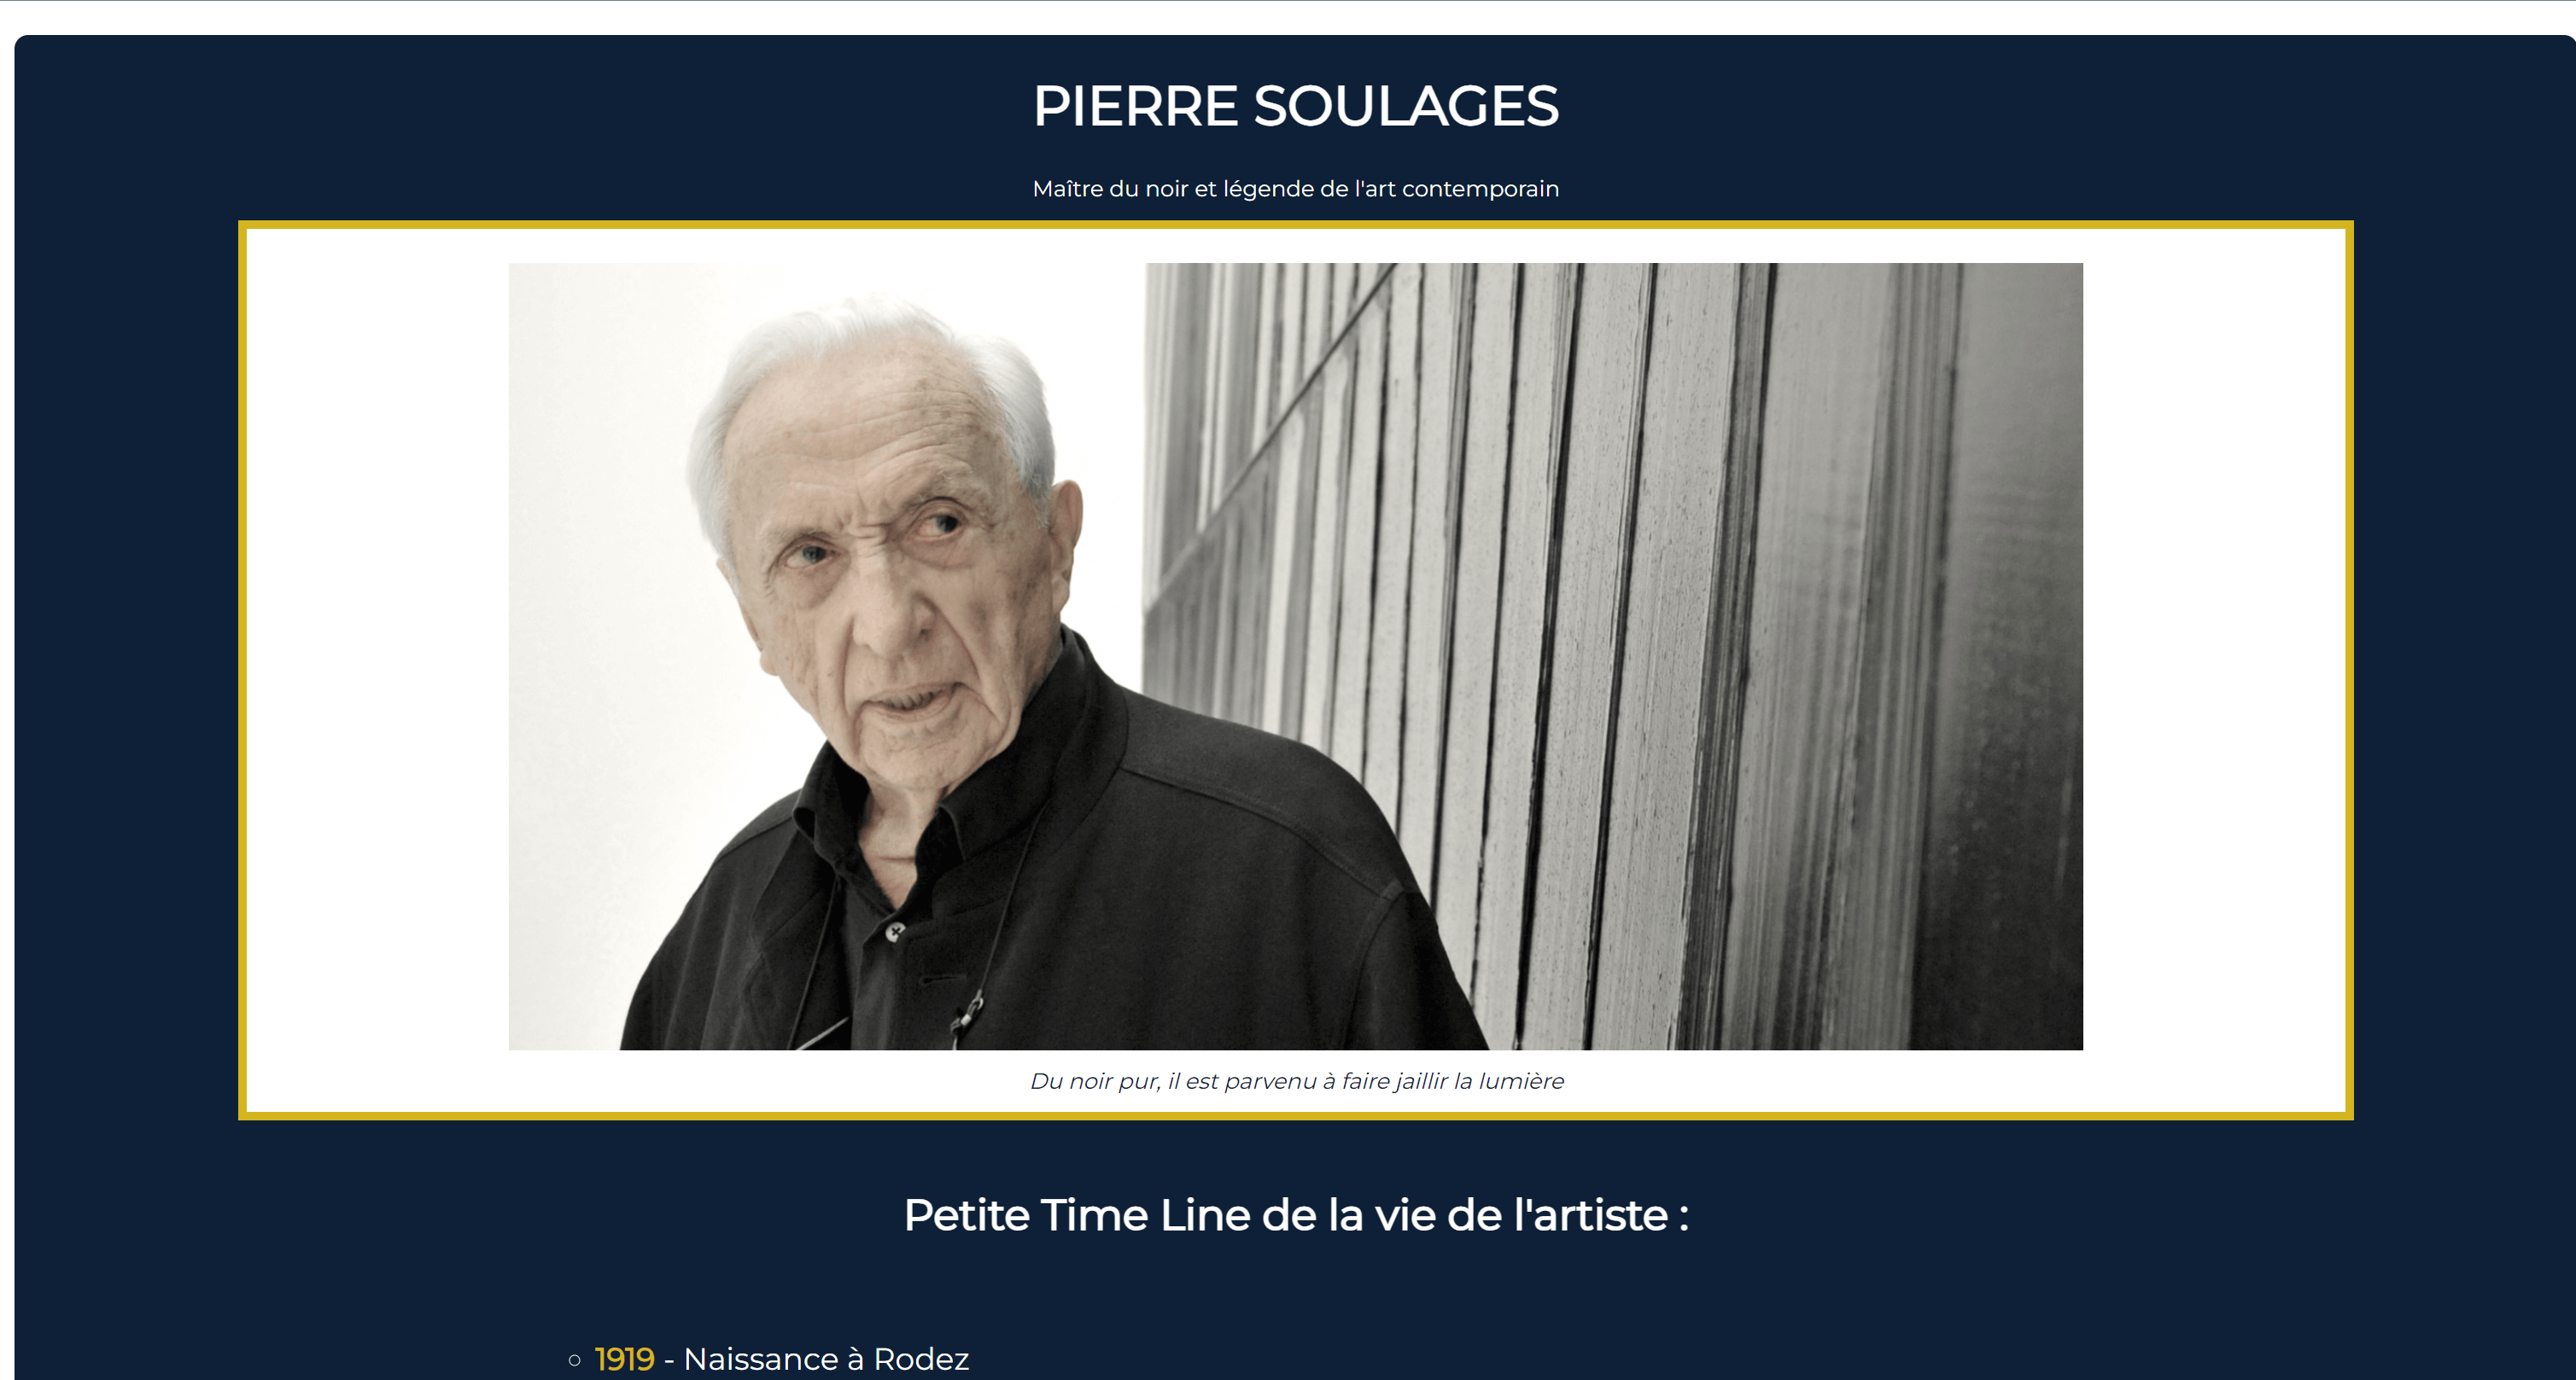 PIERRE SOULAGES
Maître du noir et légende de l'art contemporain
Du noir pur, il est parvenu à faire jaillir la lumière
Petite Time Line de la vie de l'artiste :
1919 - Naissance à Rodez